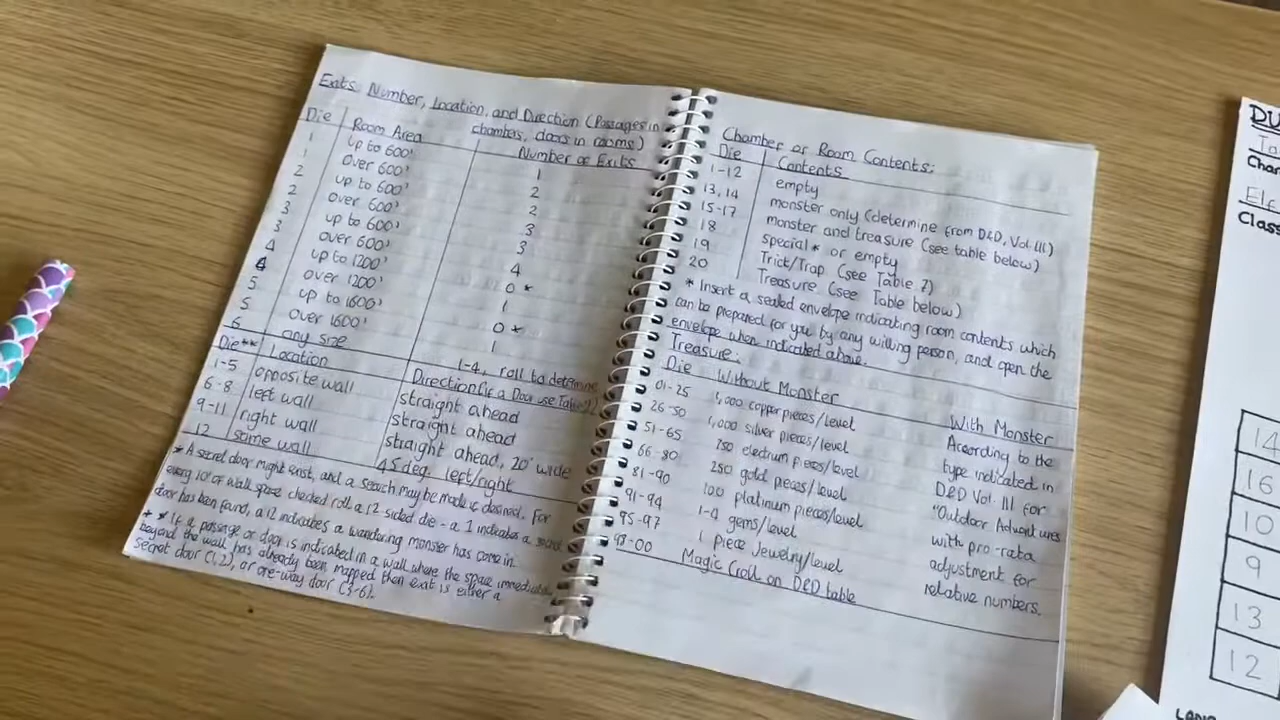 Exits: Number, Location, and Direction (Passages in
chambers, doors in rooms)
Die Room Area Number of Exits
1 up to 600' 1
1 over 600' 2
2 up to 600' 2
2 over 600' 3
3 up to 600' 3
3 over 600' 4
4 up to 1200' 0*
4 over 1200' 1
5 up to 1600' 0*
5 over 1600' 1
6 any size 1-4, roll to determine
Die** Location Direction (if a Door use Table
1-5 opposite wall straight ahead
6-8 left wall straight ahead
9-11 right wall straight ahead, 20' wide
12 same wall 45 deg. left/right
* A secret door might exist, and a search may be made if desired. For
every 10' of wall space checked roll a 12 sided die - a 1 indicates a secret
door has been found, a 12 indicates a wandering monster has come in.
** If a passage or door is indicated in a wall where the space immediately
beyond the wall has already been mapped then exit is either a
secret door (1,2), or one-way door (3-6).
Chamber or Room Contents:
Die Contents
1-12 empty
13, 14 monster only (determine from D&D, Vol. III)
15-17 monster and treasure (see table below)
18 special* or empty
19 Trick/Trap (see Table 7)
20 Treasure (see Table below)
* Insert a sealed envelope indicating room contents which
can be prepared for you by any willing person, and open the
envelope when indicated above.
Treasure:
Die Without Monster With Monster
01-25 1,000 copper pieces/level According to the
26-50 1,000 silver pieces/level type indicated in
51-65 750 electrum pieces/level D&D Vol. III for
66-80 250 gold pieces/level "Outdoor Adventures
81-90 100 platinum pieces/level with pro-rata
91-94 1-4 gems/level adjustment for
95-97 1 piece Jewelry/level relative numbers.
98-00 Magic (roll on D&D table
DU
Char
Elf
Class
14
16
10
9
13
12